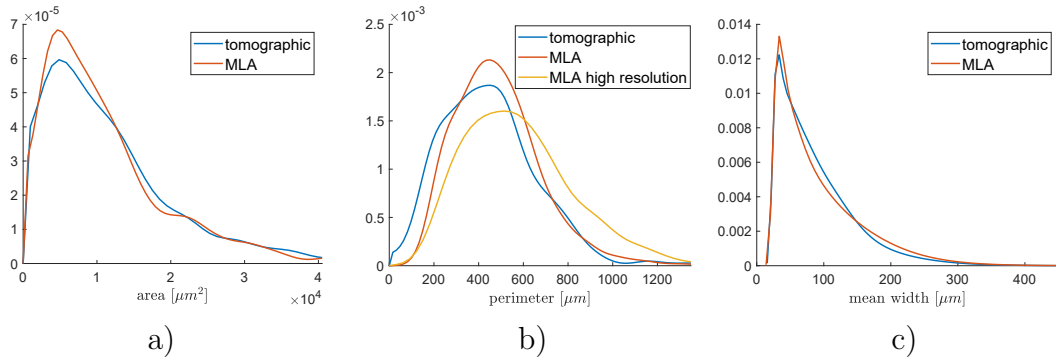 ×10⁻⁵
7
6
5
4
3
2
1
0
0 1 2 3 4
×10⁴
area [μm²]
tomographic
MLA
a)
×10⁻³
2.5
2
1.5
1
0.5
0
0 200 400 600 800 1000 1200
perimeter [μm]
tomographic
MLA
MLA high resolution
b)
0.014
0.012
0.01
0.008
0.006
0.004
0.002
0
0 100 200 300 400
mean width [μm]
tomographic
MLA
c)